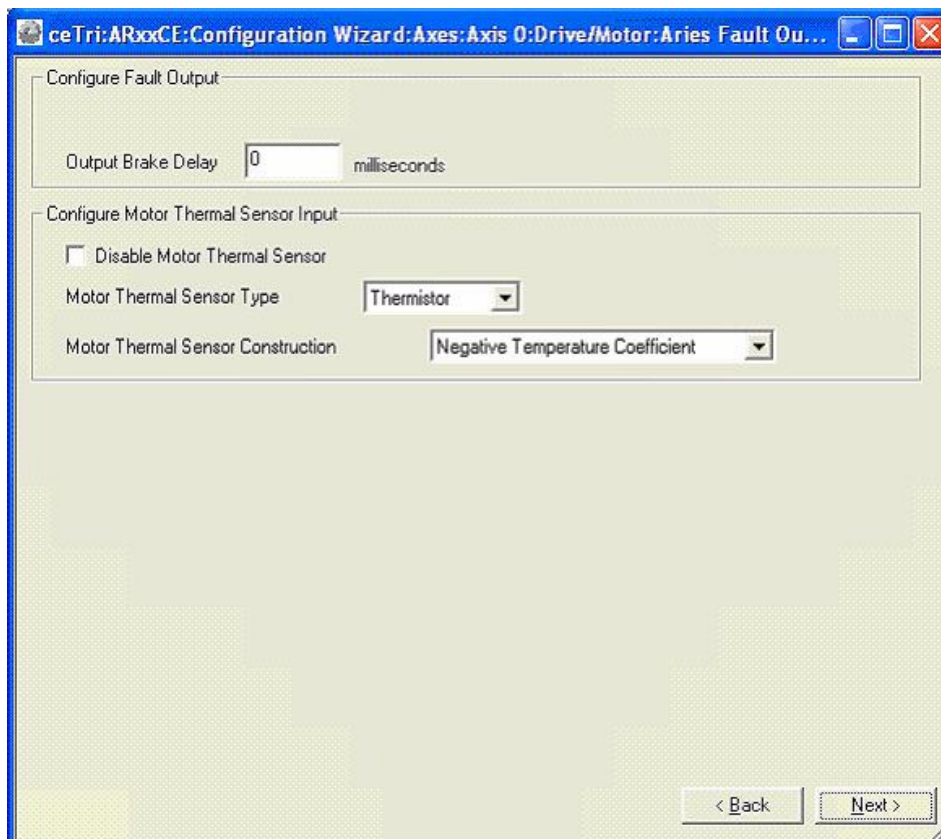 ceTri:ARxxCE:Configuration Wizard:Axes:Axis 0:Drive/Motor:Aries Fault Ou...
Configure Fault Output
Output Brake Delay 0 milliseconds
Configure Motor Thermal Sensor Input
Disable Motor Thermal Sensor
Motor Thermal Sensor Type Thermistor
Motor Thermal Sensor Construction Negative Temperature Coefficient
< Back Next >